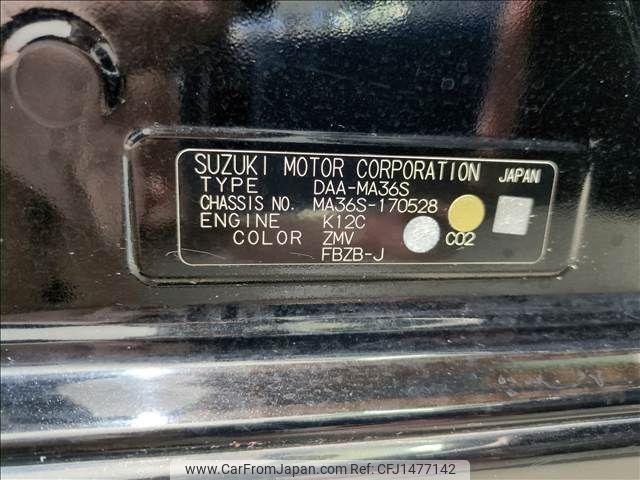 SUZUKI MOTOR CORPORATION JAPAN
TYPE DAA-MA36S
CHASSIS NO. MA36S-170528
ENGINE K12C
COLOR ZMV C02
FBZB-J
www.CarFromJapan.com - CFJ1477142